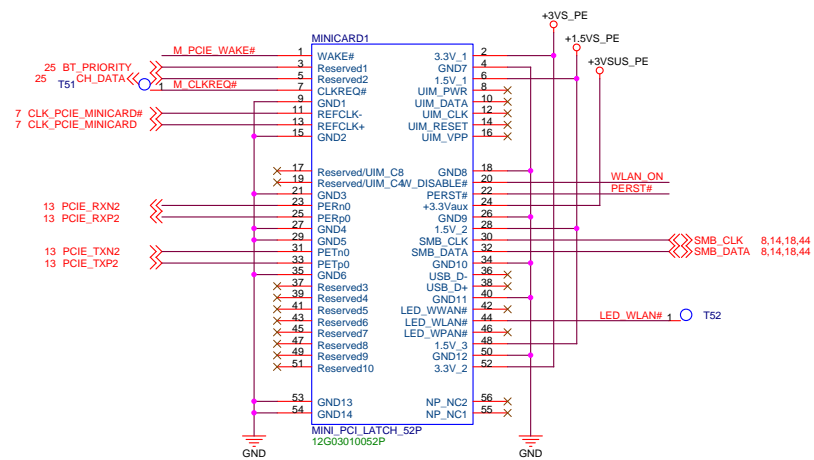 +3VS_PE
+1.5VS_PE
+3VSUS_PE
MINICARD1
M_PCIE_WAKE# 1 WAKE# 3.3V_1 2
25 BT_PRIORITY 3 Reserved1 GND7 4
25 CH_DATA 5 Reserved2 1.5V_1 6
T51 1 M_CLKREQ# 7 CLKREQ# UIM_PWR 8
9 GND1 UIM_DATA 10
7 CLK_PCIE_MINICARD# 11 REFCLK- UIM_CLK 12
7 CLK_PCIE_MINICARD 13 REFCLK+ UIM_RESET 14
15 GND2 UIM_VPP 16
17 Reserved/UIM_C8 GND8 18
19 Reserved/UIM_C4 W_DISABLE# 20 WLAN_ON
21 GND3 PERST# 22 PERST#
13 PCIE_RXN2 23 PERn0 +3.3Vaux 24
13 PCIE_RXP2 25 PERp0 GND9 26
27 GND4 1.5V_2 28
29 GND5 SMB_CLK 30 SMB_CLK 8,14,18,44
13 PCIE_TXN2 31 PETn0 SMB_DATA 32 SMB_DATA 8,14,18,44
13 PCIE_TXP2 33 PETp0 GND10 34
35 GND6 USB_D- 36
37 Reserved3 USB_D+ 38
39 Reserved4 GND11 40
41 Reserved5 LED_WWAN# 42
43 Reserved6 LED_WLAN# 44 LED_WLAN# 1 T52
45 Reserved7 LED_WPAN# 46
47 Reserved8 1.5V_3 48
49 Reserved9 GND12 50
51 Reserved10 3.3V_2 52
53 GND13 NP_NC2 56
54 GND14 NP_NC1 55
MINI_PCI_LATCH_52P
12G03010052P
GND GND